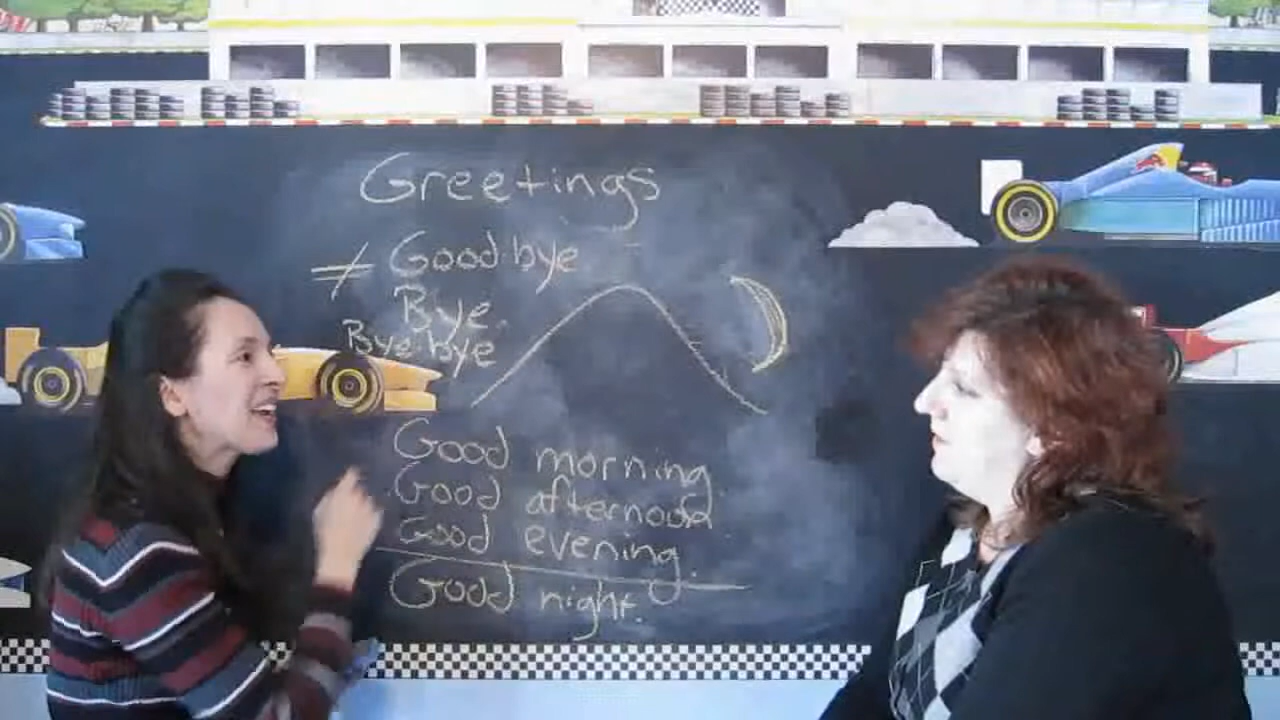 Greetings
≠ Good bye
Bye.
Bye bye
Good morning.
Good afternoon.
Good evening.
Good night.